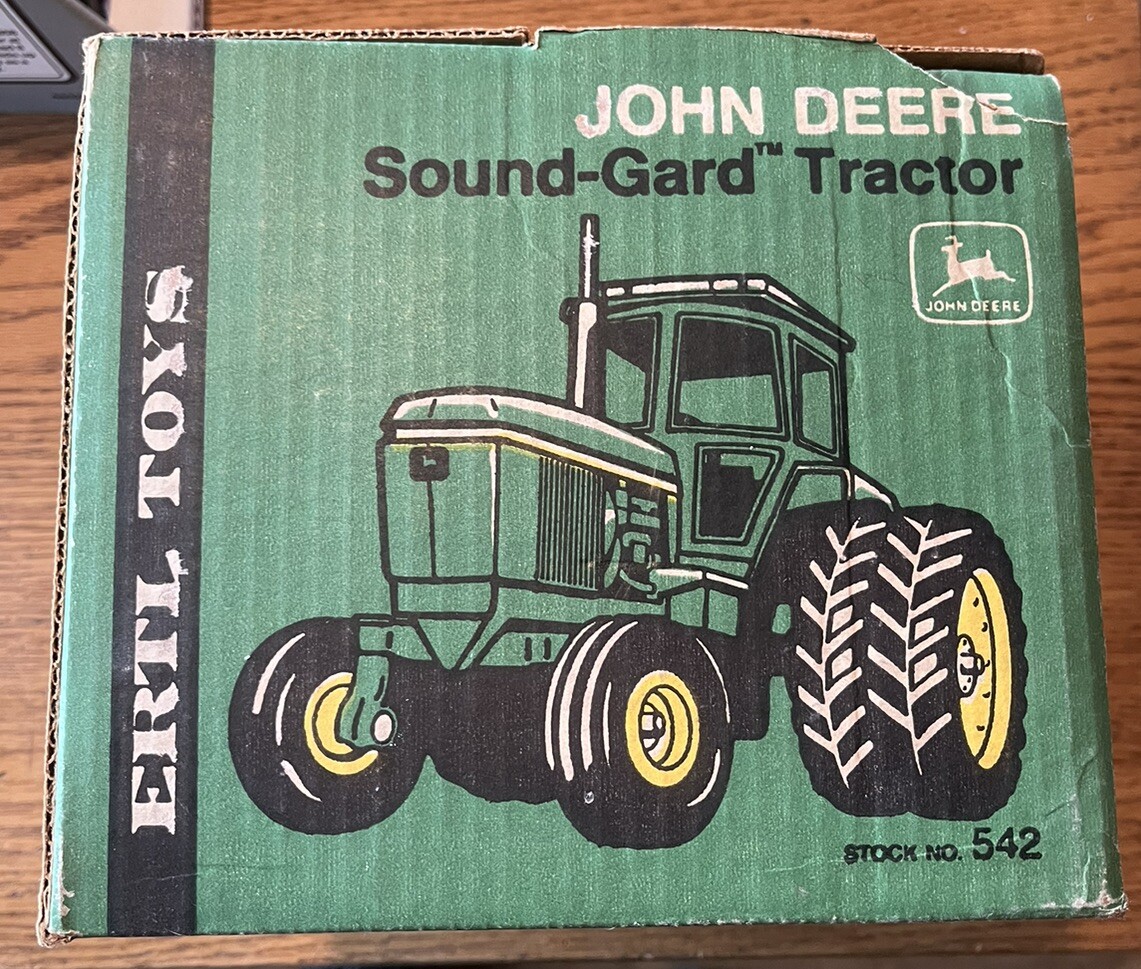 JOHN DEERE
Sound-Gard™ Tractor
JOHN DEERE
ERTL TOYS
STOCK NO. 542